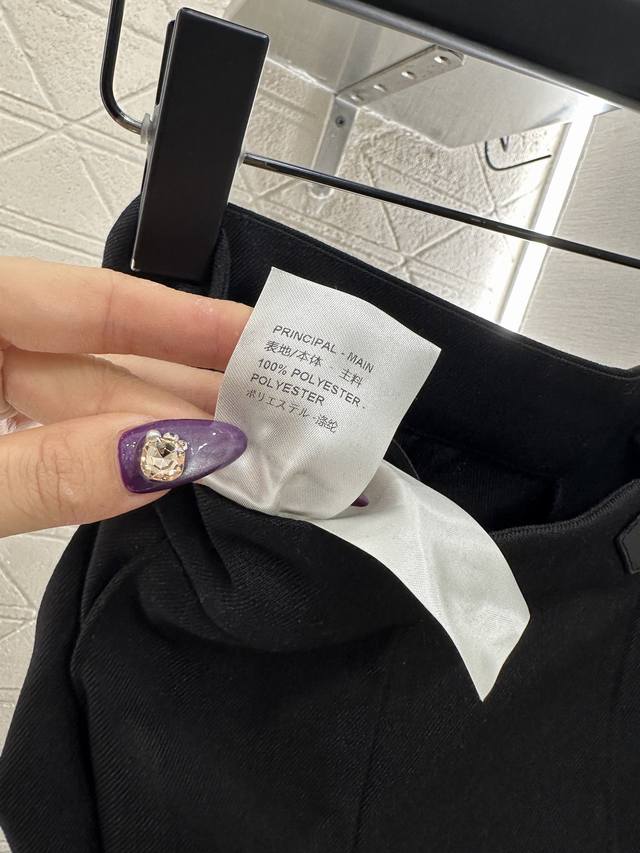 PRINCIPAL - MAIN
表地/本体 - 主料
100% POLYESTER -
POLYESTER
ポリエステル -涤纶